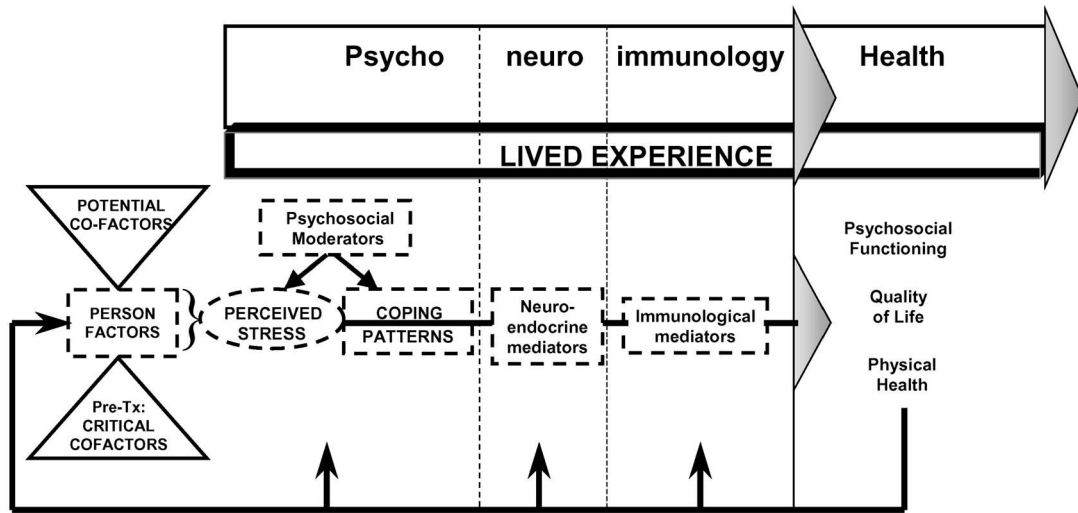 Psycho neuro immunology Health
LIVED EXPERIENCE
POTENTIAL
CO-FACTORS
Psychosocial
Moderators
PERSON
FACTORS
PERCEIVED
STRESS
COPING
PATTERNS
Neuro-
endocrine
mediators
Immunological
mediators
Psychosocial
Functioning
Quality
of Life
Physical
Health
Pre-Tx:
CRITICAL
COFACTORS